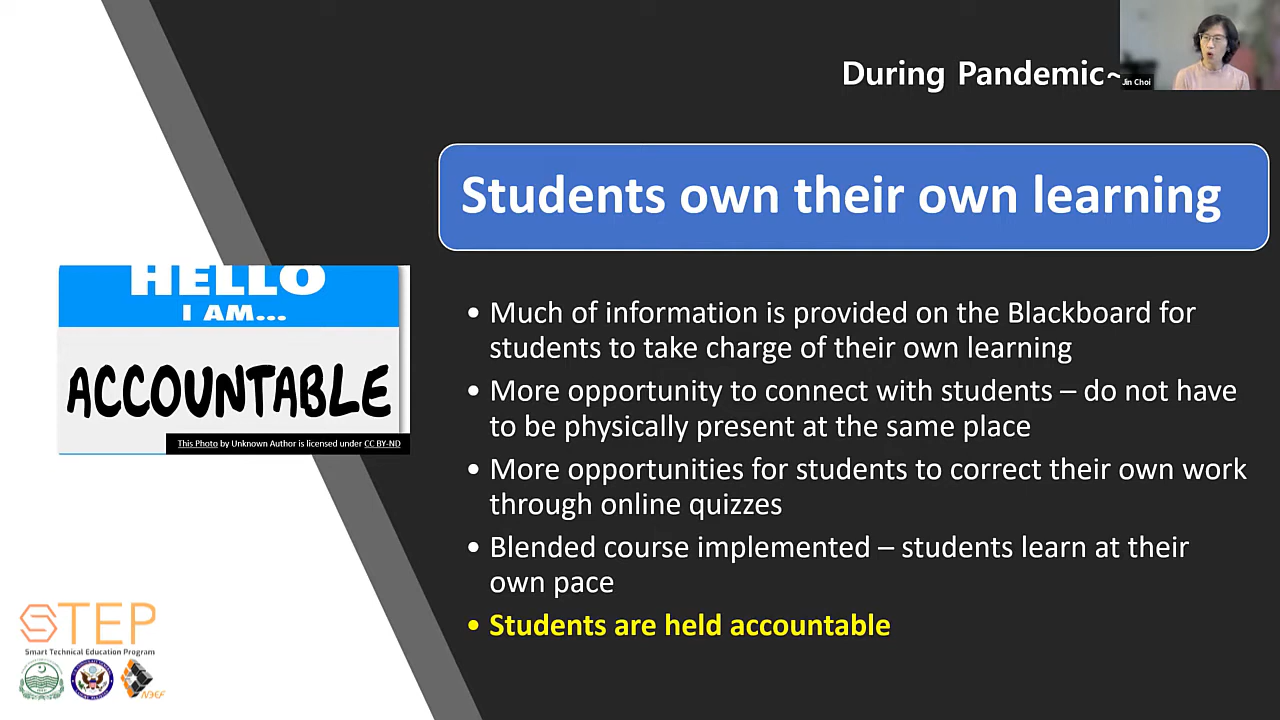 During Pandemic~
Jin Choi
Students own their own learning
HELLO
I AM...
ACCOUNTABLE
This Photo by Unknown Author is licensed under CC BY-ND
• Much of information is provided on the Blackboard for
students to take charge of their own learning
• More opportunity to connect with students – do not have
to be physically present at the same place
• More opportunities for students to correct their own work
through online quizzes
• Blended course implemented – students learn at their
own pace
• Students are held accountable
STEP
Smart Technical Education Program